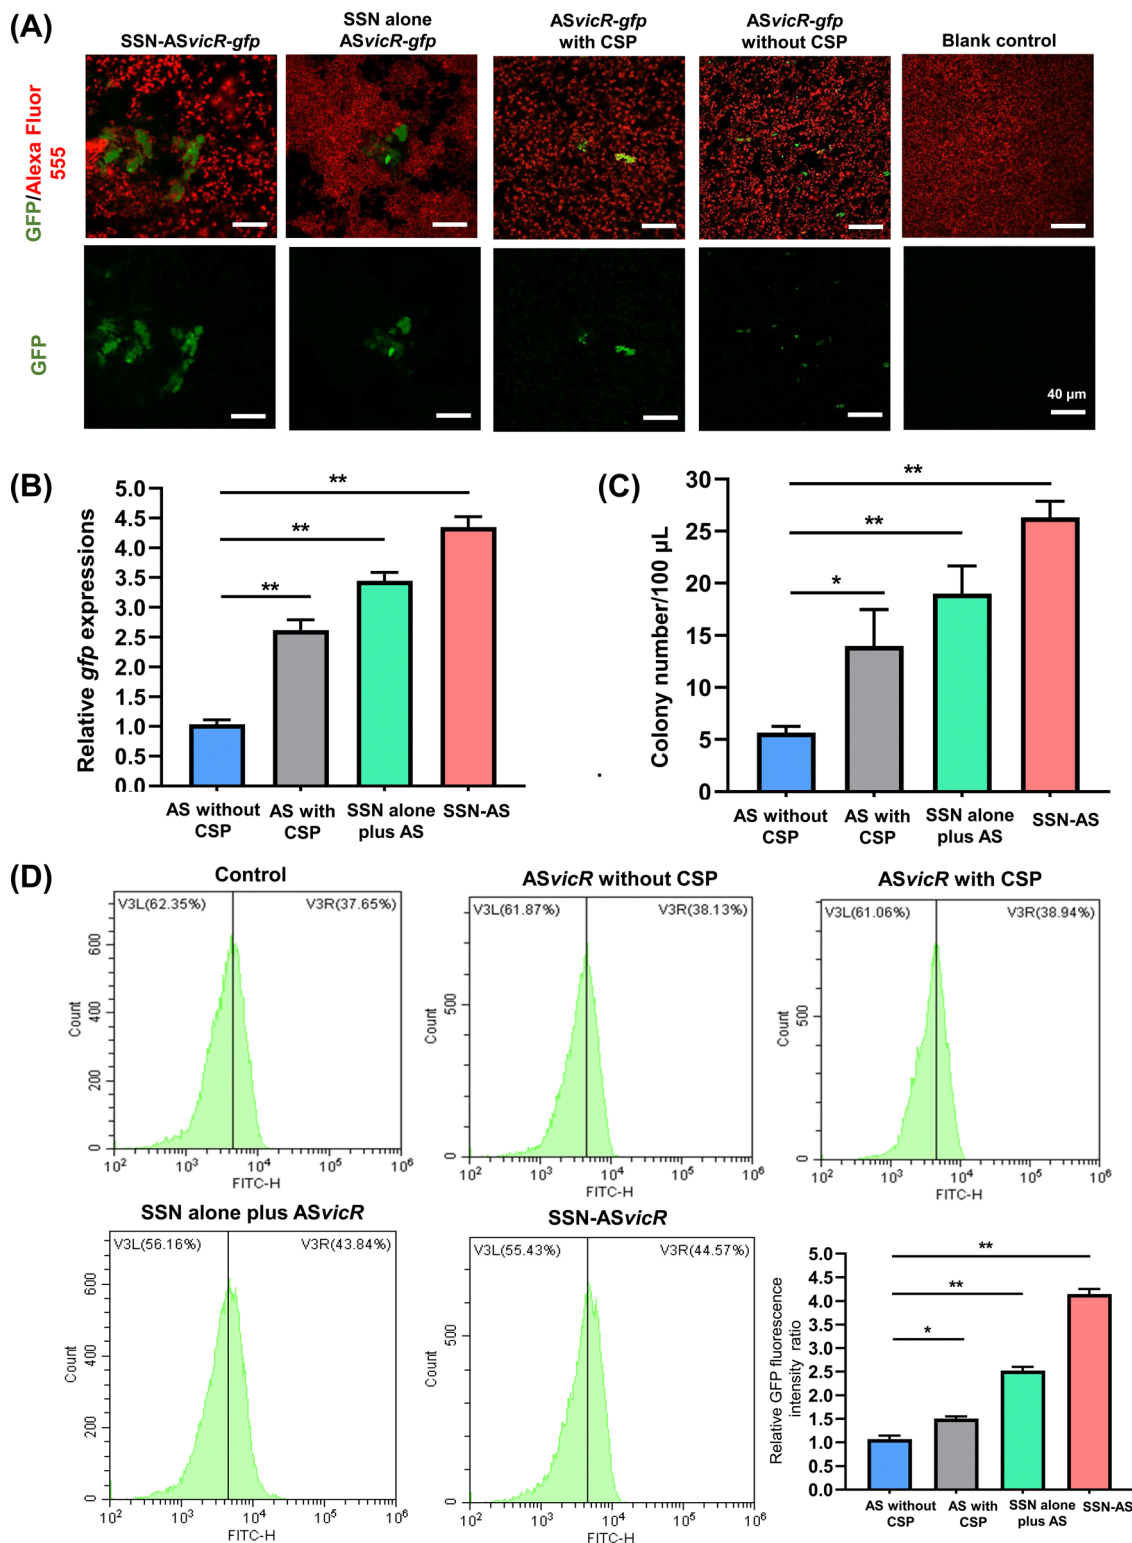 (A)
SSN-ASvicR-gfp
SSN alone
ASvicR-gfp
ASvicR-gfp
with CSP
ASvicR-gfp
without CSP
Blank control
GFP/Alexa Fluor
555
GFP
40 µm
(B)
Relative gfp expressions
5.0
4.5
4.0
3.5
3.0
2.5
2.0
1.5
1.0
0.5
0.0
**
**
**
AS without
CSP
AS with
CSP
SSN alone
plus AS
SSN-AS
(C)
Colony number/100 µL
30
25
20
15
10
5
0
**
**
*
AS without
CSP
AS with
CSP
SSN alone
plus AS
SSN-AS
(D)
Control
V3L(62.35%) V3R(37.65%)
Count
600
400
200
0
10² 10³ 10⁴ 10⁵ 10⁶
FITC-H
ASvicR without CSP
V3L(61.87%) V3R(38.13%)
Count
500
0
10² 10³ 10⁴ 10⁵ 10⁶
FITC-H
ASvicR with CSP
V3L(61.06%) V3R(38.94%)
Count
500
0
10² 10³ 10⁴ 10⁵ 10⁶
FITC-H
SSN alone plus ASvicR
V3L(56.16%) V3R(43.84%)
Count
600
400
200
0
10² 10³ 10⁴ 10⁵ 10⁶
FITC-H
SSN-ASvicR
V3L(55.43%) V3R(44.57%)
Count
500
0
10² 10³ 10⁴ 10⁵ 10⁶
FITC-H
Relative GFP fluorescence
intensity ratio
5.0
4.5
4.0
3.5
3.0
2.5
2.0
1.5
1.0
0.5
0.0
**
**
*
AS without
CSP
AS with
CSP
SSN alone
plus AS
SSN-AS